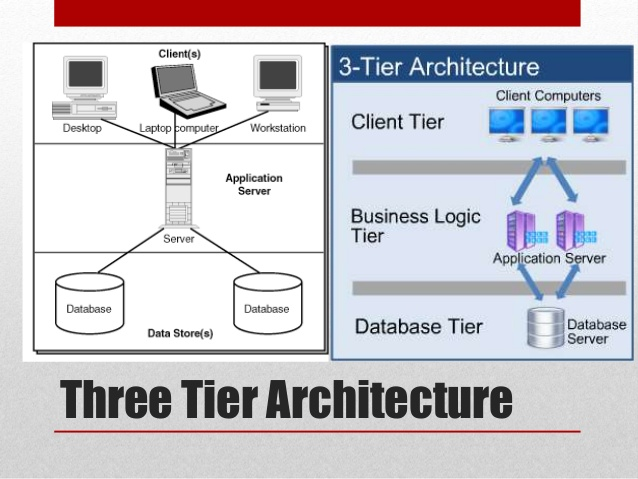 Client(s)
Desktop
Laptop computer
Workstation
Application
Server
Server
Database
Database
Data Store(s)
3-Tier Architecture
Client Computers
Client Tier
Business Logic
Tier
Application Server
Database Tier
Database
Server
Three Tier Architecture